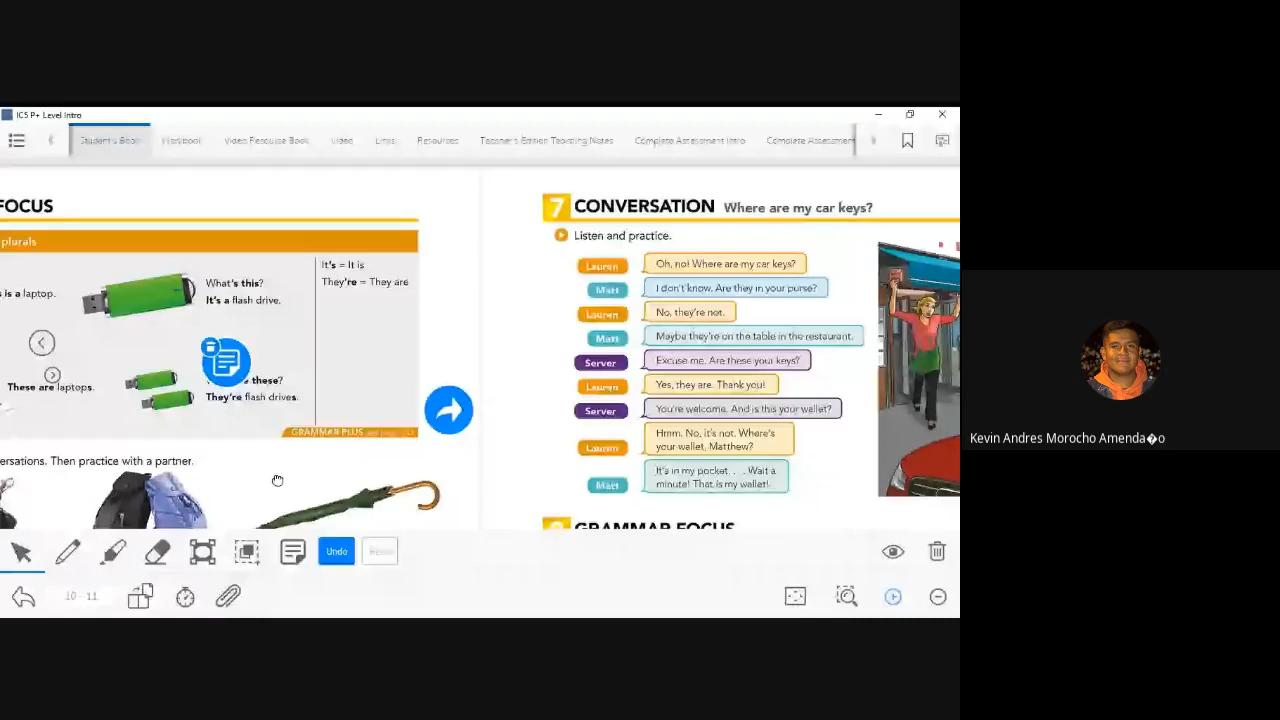 IC5 P+ Level Intro
Student's Book
Workbook
Video Resource Book
Video
Links
Resources
Teacher's Edition Teaching Notes
Complete Assessment Intro
Complete Assessment
FOCUS
plurals
s is a laptop.
What's this?
It's a flash drive.
It's = It is
They're = They are
These are laptops.
these?
They're flash drives.
GRAMMAR PLUS
ersations. Then practice with a partner.
7 CONVERSATION Where are my car keys?
Listen and practice.
Lauren Oh, no! Where are my car keys?
Matt I don't know. Are they in your purse?
Lauren No, they're not.
Matt Maybe they're on the table in the restaurant.
Server Excuse me. Are these your keys?
Lauren Yes, they are. Thank you!
Server You're welcome. And is this your wallet?
Lauren Hmm. No, it's not. Where's
your wallet, Matthew?
Matt It's in my pocket. . . . Wait a
minute! That is my wallet!
8 GRAMMAR FOCUS
Undo
10 - 11
Kevin Andres Morocho Amenda�o